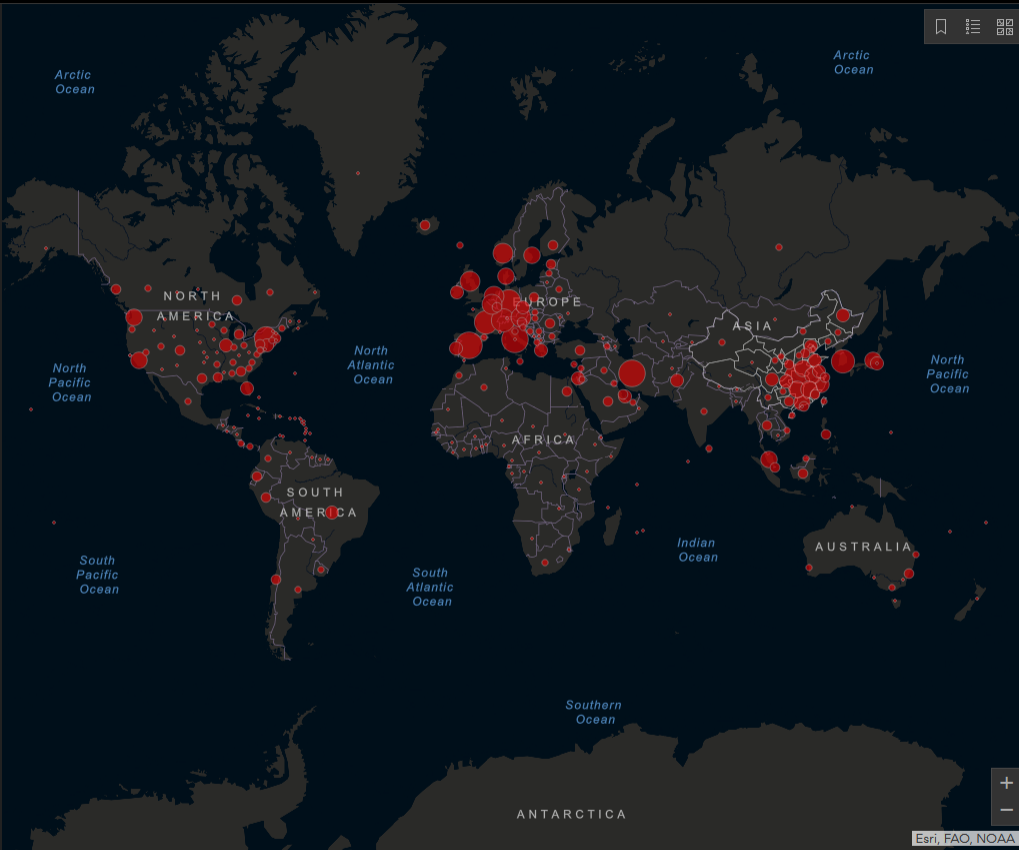 Arctic
Ocean
Arctic
Ocean
NORTH
AMERICA
EUROPE
ASIA
North
Pacific
Ocean
North
Atlantic
Ocean
North
Pacific
Ocean
AFRICA
SOUTH
AMERICA
South
Pacific
Ocean
South
Atlantic
Ocean
Indian
Ocean
AUSTRALIA
Southern
Ocean
ANTARCTICA
+
−
Esri, FAO, NOAA